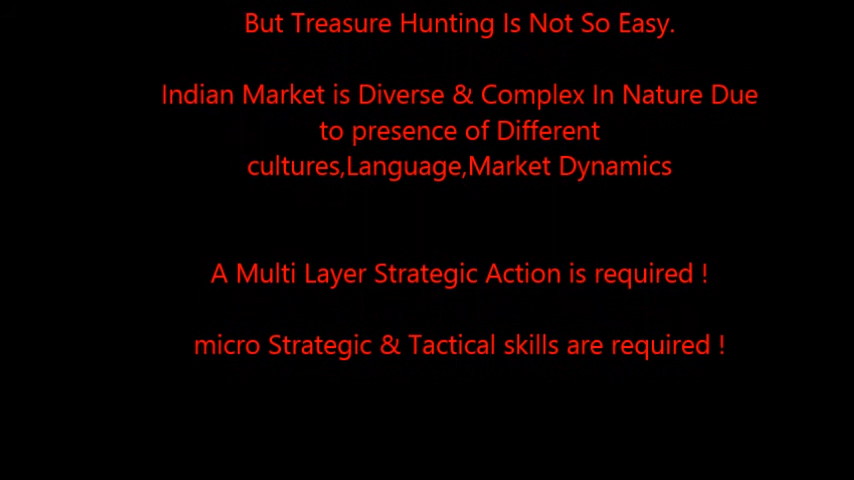 But Treasure Hunting Is Not So Easy.
Indian Market is Diverse & Complex In Nature Due
to presence of Different
cultures,Language,Market Dynamics
A Multi Layer Strategic Action is required !
micro Strategic & Tactical skills are required !